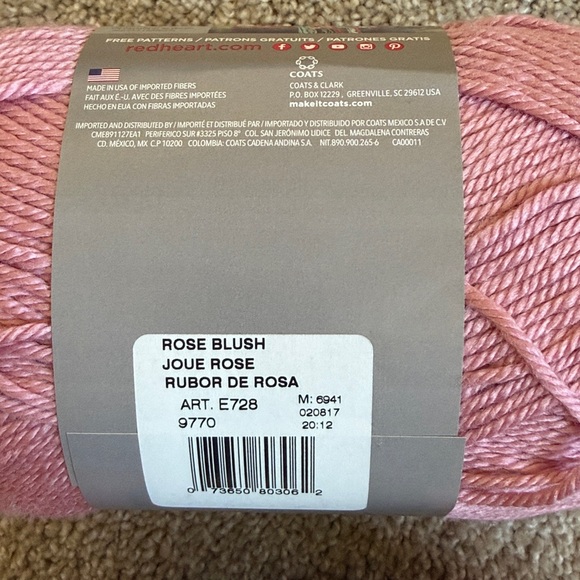 FREE PATTERNS / PATRONS GRATUITS / PATRONES GRATIS
redheart.com
COATS
MADE IN USA OF IMPORTED FIBERS
FAIT AUX É.-U. AVEC DES FIBRES IMPORTÉES
HECHO EN EUA CON FIBRAS IMPORTADAS
COATS & CLARK
P.O. BOX 12229 , GREENVILLE, SC 29612 USA
makeitcoats.com
IMPORTED AND DISTRIBUTED BY / IMPORTÉ ET DISTRIBUÉ PAR / IMPORTADO Y DISTRIBUIDO POR COATS MEXICO S.A DE C.V
CME891127EA1 PERIFERICO SUR #3325 PISO 8° COL. SAN JERÓNIMO LIDICE DEL. MAGDALENA CONTRERAS
CD. MÉXICO, MX C.P 10200 COLOMBIA: COATS CADENA ANDINA S.A. NIT.890.900.265-6 CA00011
ROSE BLUSH
JOUE ROSE
RUBOR DE ROSA
ART. E728 M: 6941
020817
9770 20:12
0 73650 80306 2